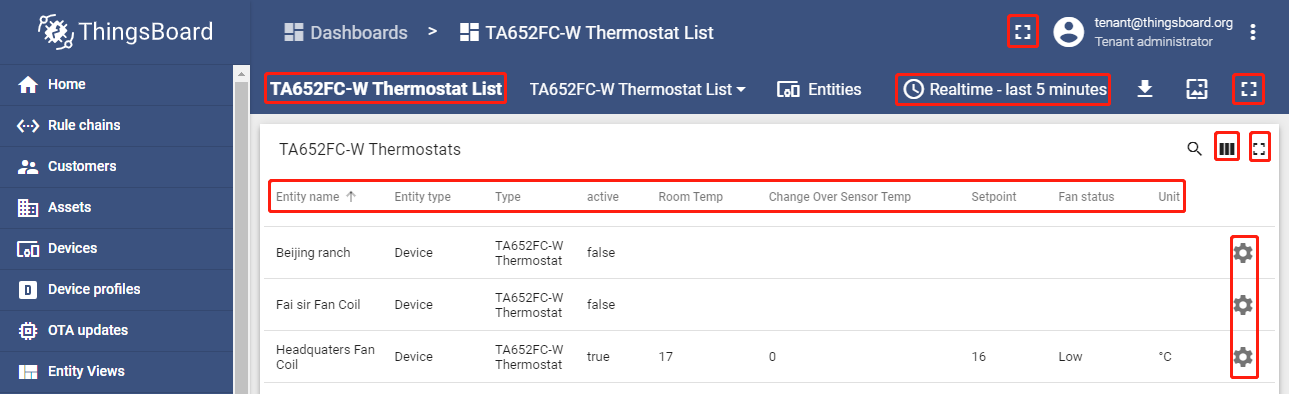 ThingsBoard
Dashboards > TA652FC-W Thermostat List
tenant@thingsboard.org
Tenant administrator
TA652FC-W Thermostat List TA652FC-W Thermostat List Entities Realtime - last 5 minutes
Home
Rule chains
Customers
Assets
Devices
Device profiles
OTA updates
Entity Views
TA652FC-W Thermostats
Entity name Entity type Type active Room Temp Change Over Sensor Temp Setpoint Fan status Unit
Beijing ranch Device TA652FC-W Thermostat false
Fai sir Fan Coil Device TA652FC-W Thermostat false
Headquaters Fan Coil Device TA652FC-W Thermostat true 17 0 16 Low °C